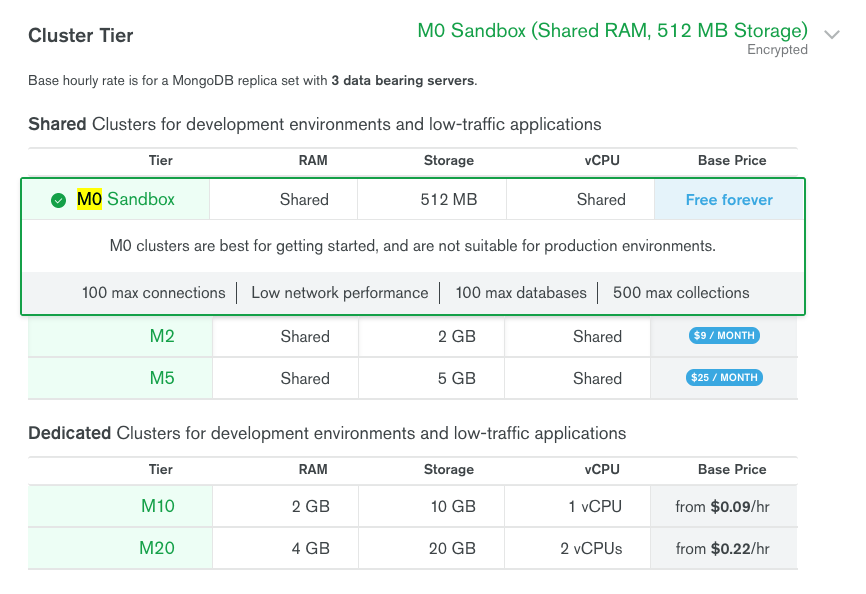 Cluster Tier
M0 Sandbox (Shared RAM, 512 MB Storage)
Encrypted
Base hourly rate is for a MongoDB replica set with 3 data bearing servers.
Shared Clusters for development environments and low-traffic applications
Tier RAM Storage vCPU Base Price
M0 Sandbox Shared 512 MB Shared Free forever
M0 clusters are best for getting started, and are not suitable for production environments.
100 max connections Low network performance 100 max databases 500 max collections
M2 Shared 2 GB Shared $9 / MONTH
M5 Shared 5 GB Shared $25 / MONTH
Dedicated Clusters for development environments and low-traffic applications
Tier RAM Storage vCPU Base Price
M10 2 GB 10 GB 1 vCPU from $0.09/hr
M20 4 GB 20 GB 2 vCPUs from $0.22/hr